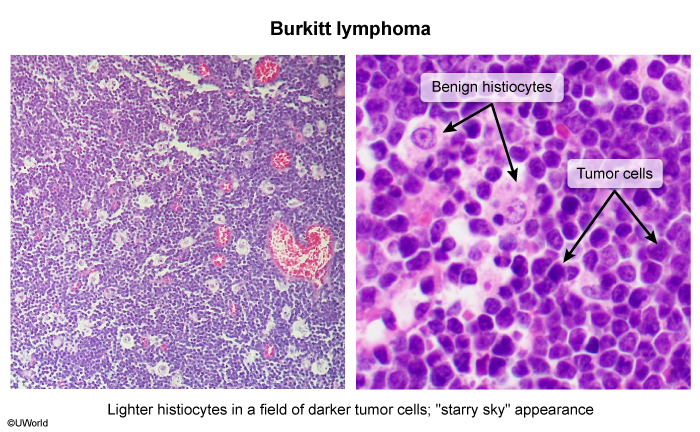 Burkitt lymphoma
Benign histiocytes
Tumor cells
Lighter histiocytes in a field of darker tumor cells; "starry sky" appearance
©UWorld